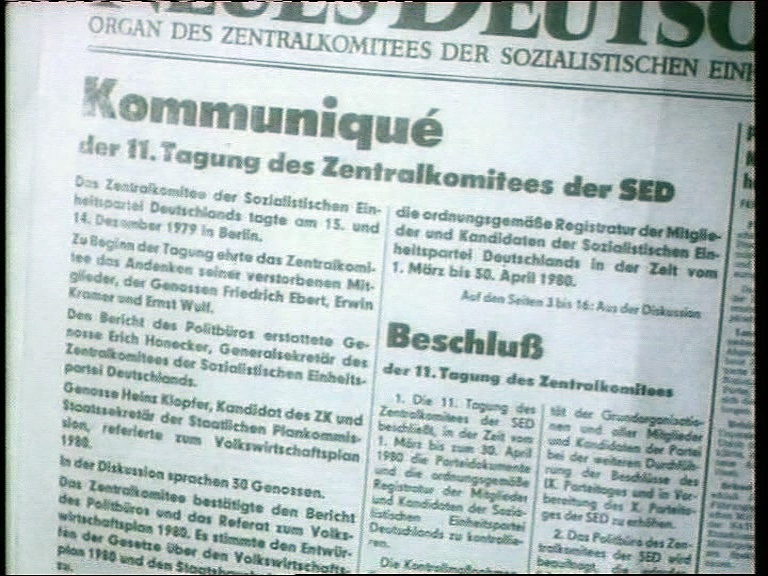 NEUES DEUTSC
ORGAN DES ZENTRALKOMITEES DER SOZIALISTISCHEN EINH
Kommuniqué
der 11. Tagung des Zentralkomitees der SED
Das Zentralkomitee der Sozialistischen Ein-
heitspartei Deutschlands tagte am 13. und
14. Dezember 1979 in Berlin.
Zu Beginn der Tagung ehrte das Zentralkomi-
tee das Andenken seiner verstorbenen Mit-
glieder, der Genossen Friedrich Ebert, Erwin
Kramer und Ernst Wulf.
Den Bericht des Politbüros erstattete Ge-
nosse Erich Honecker, Generalsekretär des
Zentralkomitees der Sozialistischen Einheits-
partei Deutschlands.
Genosse Heinz Klopfer, Kandidat des ZK und
Staatssekretär der Staatlichen Plankommis-
sion, referierte zum Volkswirtschaftsplan
1980.
In der Diskussion sprachen 30 Genossen.
Das Zentralkomitee bestätigte den Bericht
des Politbüros und das Referat zum Volks-
wirtschaftsplan 1980. Es stimmte den Entwür-
fen der Gesetze über den Volkswirtschafts-
plan 1980 und den
zu.
die ordnungsgemäße Registratur der Mitglie-
der und Kandidaten der Sozialistischen Ein-
heitspartei Deutschlands in der Zeit vom
1. März bis 30. April 1980.
Auf den Seiten 3 bis 16: Aus der Diskussion
Beschluß
der 11. Tagung des Zentralkomitees
1. Die 11. Tagung des
Zentralkomitees der SED
beschließt, in der Zeit vom
1. März bis zum 30. April
1980 die Parteidokumente
und die ordnungsgemäße
Registratur der Mitglieder
und Kandidaten der Sozia-
listischen Einheitspartei
Deutschlands zu kontrollie-
ren.
Die Kontrollmaßnahmen
tät der Grundorganisatio-
nen und aller Mitglieder
und Kandidaten der Partei
bei der weiteren Durchfüh-
rung der Beschlüsse des
IX. Parteitages und in Vor-
bereitung des X. Parteita-
ges der SED zu erhöhen.
2. Das Politbüro des Zen-
tralkomitees der SED wird
beauftragt, die